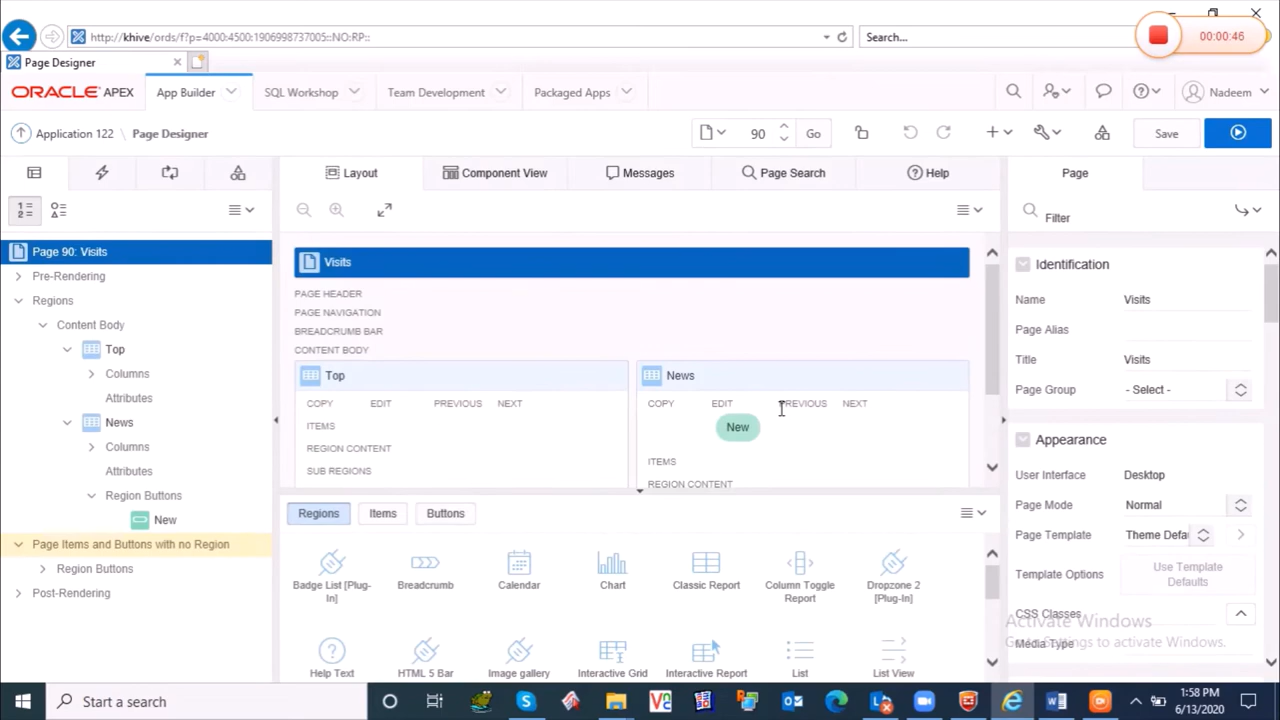 http://khive/ords/f?p=4000:4500:1906998737005::NO:RP::
Search...
00:00:46
Page Designer
ORACLE APEX
App Builder
SQL Workshop
Team Development
Packaged Apps
Nadeem
Application 122
Page Designer
90
Go
Save
Layout
Component View
Messages
Page Search
Help
Page
Filter
Page 90: Visits
Pre-Rendering
Regions
Content Body
Top
Columns
Attributes
News
Columns
Attributes
Region Buttons
New
Page Items and Buttons with no Region
Region Buttons
Post-Rendering
Visits
PAGE HEADER
PAGE NAVIGATION
BREADCRUMB BAR
CONTENT BODY
Top
COPY EDIT PREVIOUS NEXT
ITEMS
REGION CONTENT
SUB REGIONS
News
COPY EDIT PREVIOUS NEXT
New
ITEMS
REGION CONTENT
Regions
Items
Buttons
Badge List [Plug-In]
Breadcrumb
Calendar
Chart
Classic Report
Column Toggle Report
Dropzone 2 [Plug-In]
Help Text
HTML 5 Bar
Image gallery
Interactive Grid
Interactive Report
List
List View
Identification
Name Visits
Page Alias
Title Visits
Page Group - Select -
Appearance
User Interface Desktop
Page Mode Normal
Page Template Theme Defa
Template Options Use Template Defaults
CSS Classes
Media Type
Activate Windows
Go to Settings to activate Windows.
Start a search
1:58 PM
6/13/2020